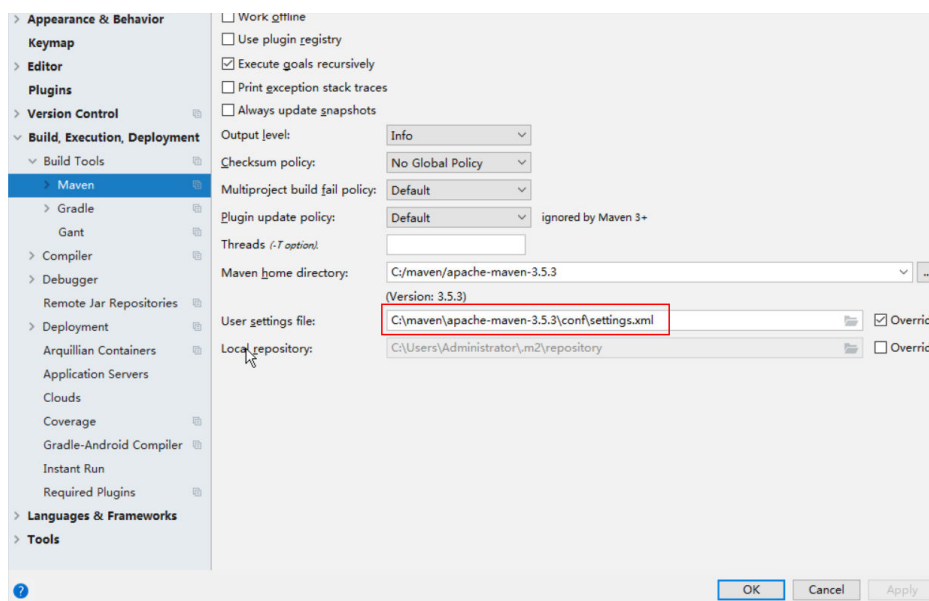 Appearance & Behavior
Keymap
Editor
Plugins
Version Control
Build, Execution, Deployment
Build Tools
Maven
Gradle
Gant
Compiler
Debugger
Remote Jar Repositories
Deployment
Arquillian Containers
Application Servers
Clouds
Coverage
Gradle-Android Compiler
Instant Run
Required Plugins
Languages & Frameworks
Tools
Work offline
Use plugin registry
Execute goals recursively
Print exception stack traces
Always update snapshots
Output level: Info
Checksum policy: No Global Policy
Multiproject build fail policy: Default
Plugin update policy: Default ignored by Maven 3+
Threads (-T option).
Maven home directory: C:/maven/apache-maven-3.5.3 ..
(Version: 3.5.3)
User settings file: C:\maven\apache-maven-3.5.3\conf\settings.xml Overric
Local repository: C:\Users\Administrator\.m2\repository Overric
? OK Cancel Apply